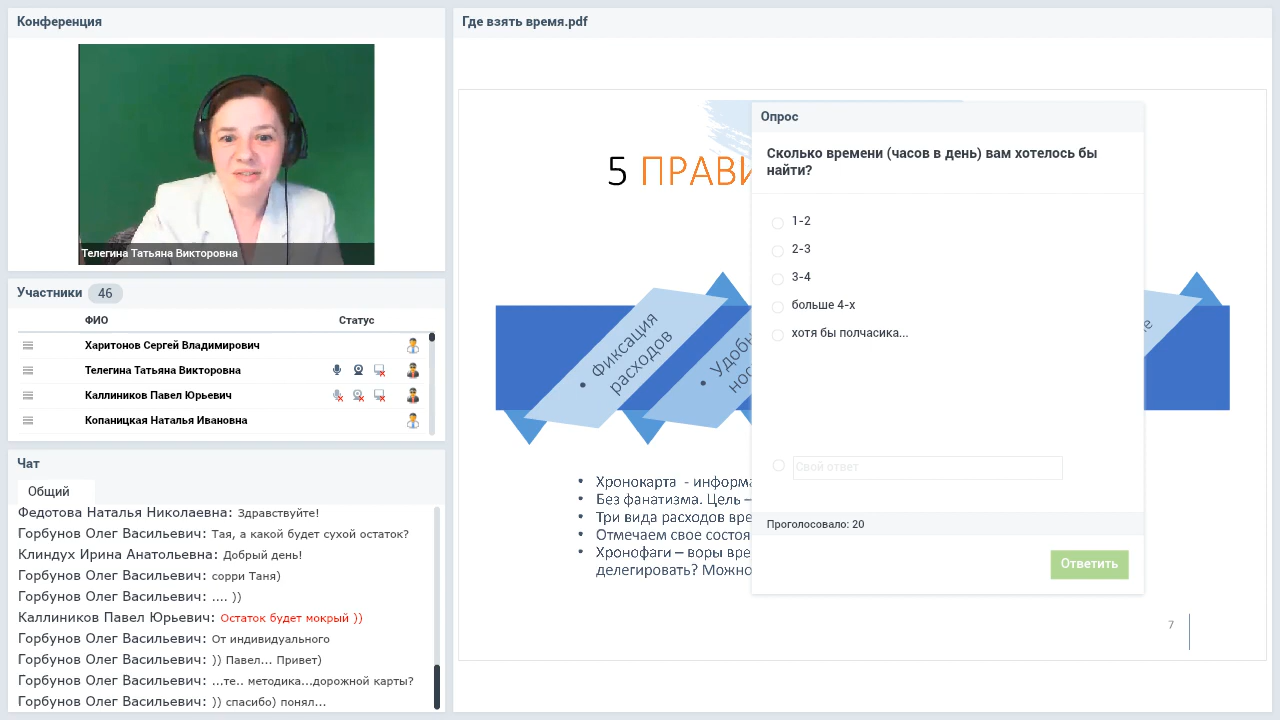 Конференция
Телегина Татьяна Викторовна
Участники 46
ФИО Статус
Харитонов Сергей Владимирович
Телегина Татьяна Викторовна
Каллиников Павел Юрьевич
Копаницкая Наталья Ивановна
Чат
Общий
Федотова Наталья Николаевна: Здравствуйте!
Горбунов Олег Васильевич: Тая, а какой будет сухой остаток?
Клиндух Ирина Анатольевна: Добрый день!
Горбунов Олег Васильевич: сорри Таня)
Горбунов Олег Васильевич: .... ))
Каллиников Павел Юрьевич: Остаток будет мокрый ))
Горбунов Олег Васильевич: От индивидуального
Горбунов Олег Васильевич: )) Павел... Привет)
Горбунов Олег Васильевич: ...те.. методика...дорожной карты?
Горбунов Олег Васильевич: )) спасибо) понял...
Где взять время.pdf
5 ПРАВИ
• Фиксация
расходов
• Удобн
нос
е
• Хронокарта - информа
• Без фанатизма. Цель –
• Три вида расходов вре
• Отмечаем свое состоя
• Хронофаги – воры вре
делегировать? Можно
7
Опрос
Сколько времени (часов в день) вам хотелось бы
найти?
1-2
2-3
3-4
больше 4-х
хотя бы полчасика...
Свой ответ
Проголосовало: 20
Ответить